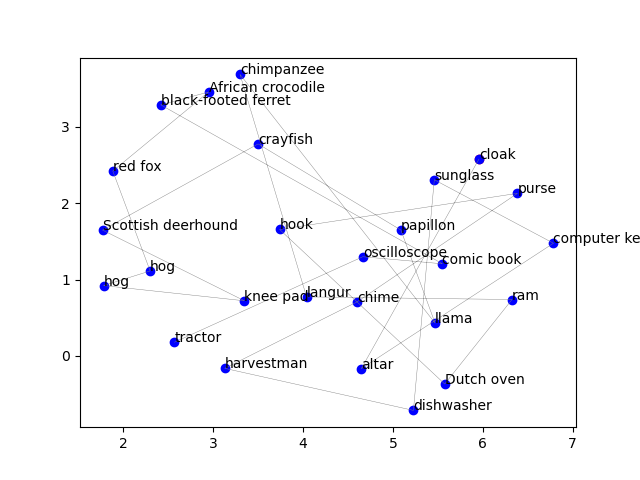 chimpanzee
African crocodile
black-footed ferret
crayfish
cloak
red fox
sunglass
purse
Scottish deerhound
hook
papillon
computer ke
oscilloscope
comic book
hog
hog
knee pad
langur
chime
ram
llama
tractor
harvestman
altar
Dutch oven
dishwasher
3
2
1
0
2
3
4
5
6
7